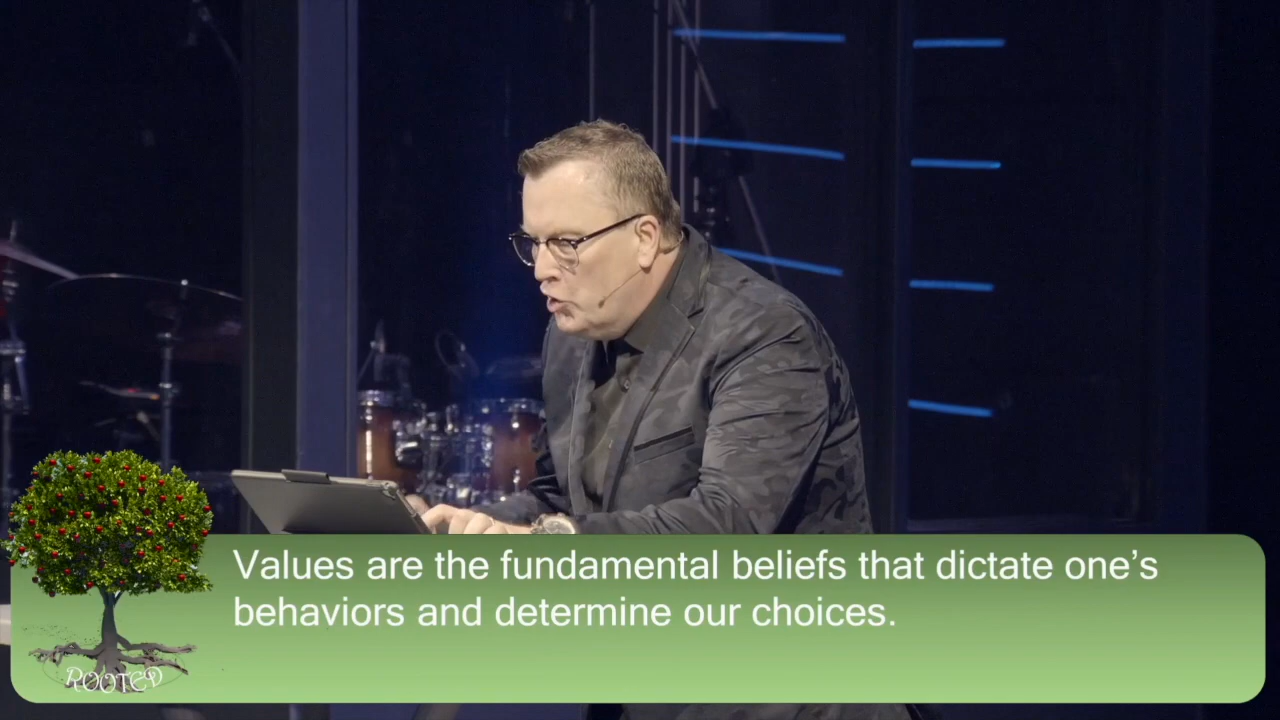 Values are the fundamental beliefs that dictate one’s
behaviors and determine our choices.
ROOTED